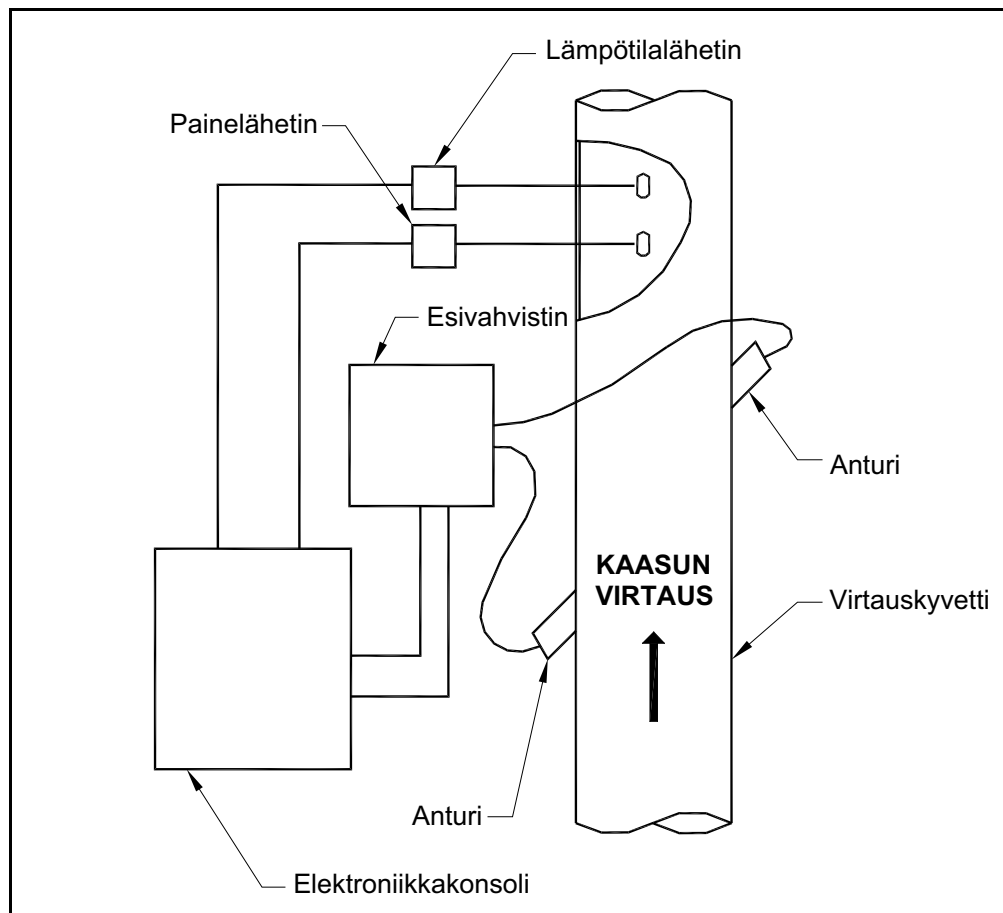 Lämpötilalähetin
Painelähetin
Esivahvistin
Anturi
KAASUN
VIRTAUS
Virtauskyvetti
Anturi
Elektroniikkakonsoli